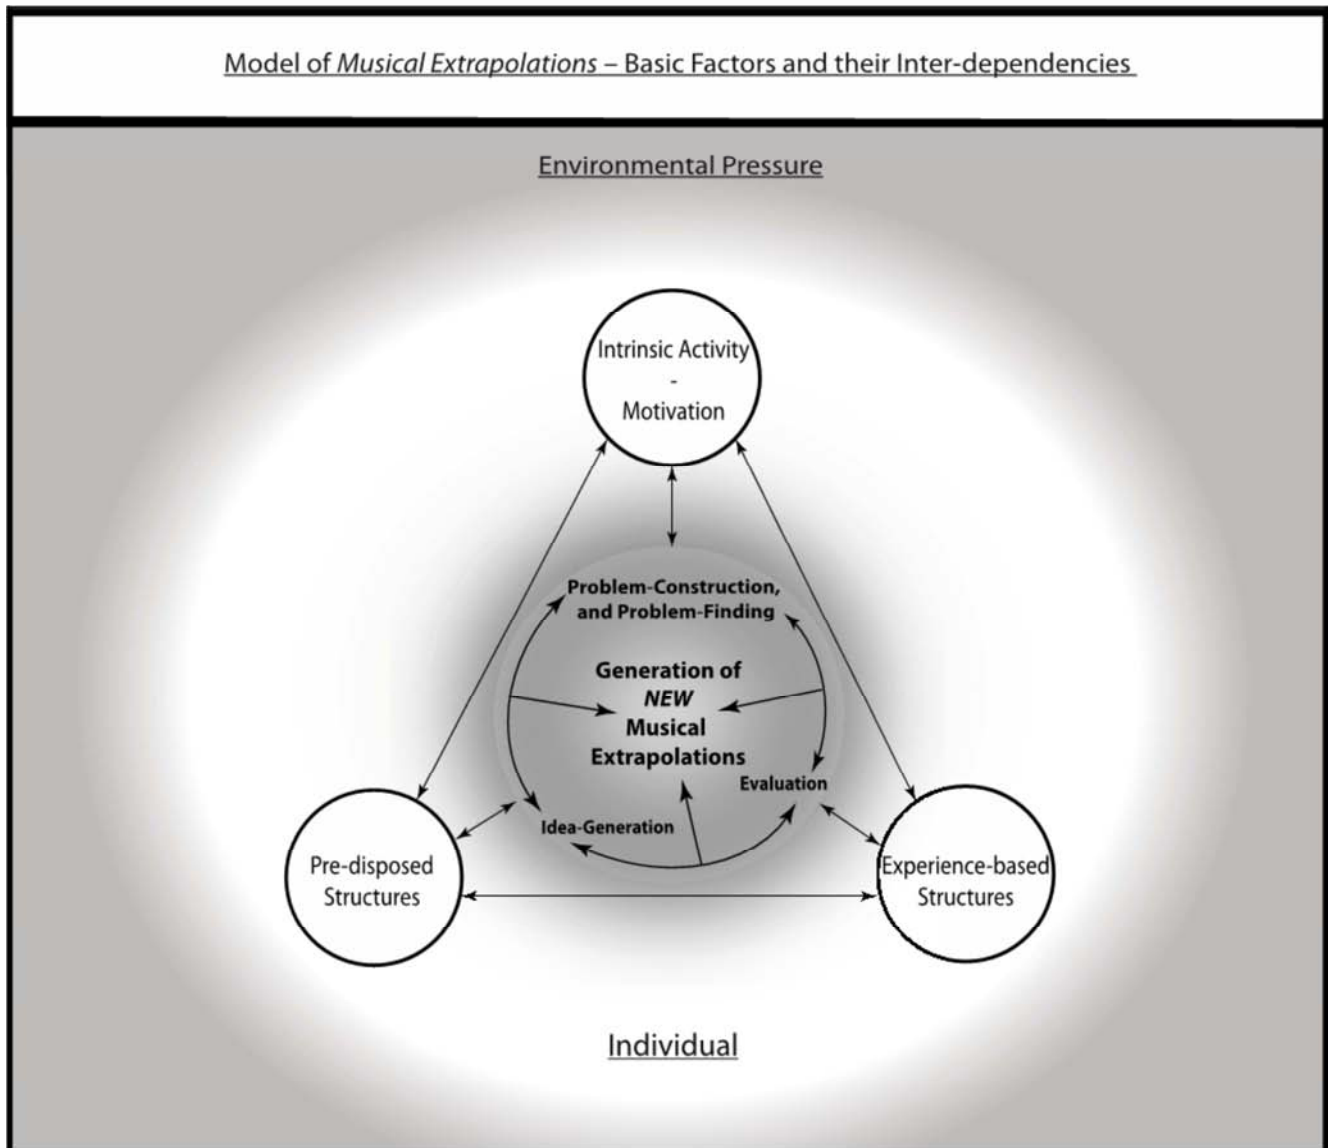 Model of Musical Extrapolations – Basic Factors and their Inter-dependencies
Environmental Pressure
Intrinsic Activity
-
Motivation
Problem-Construction,
and Problem-Finding
Generation of
NEW
Musical
Extrapolations
Evaluation
Idea-Generation
Pre-disposed
Structures
Experience-based
Structures
Individual